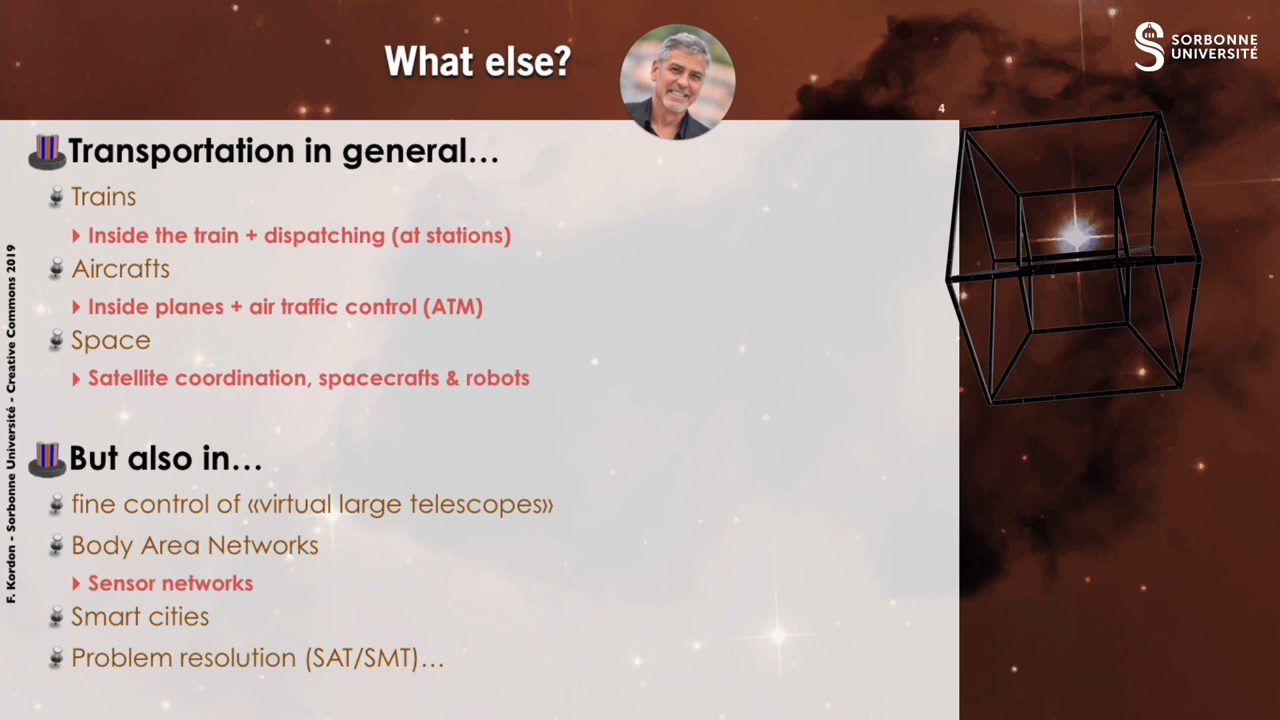 What else?
SORBONNE
UNIVERSITÉ
4
Transportation in general…
Trains
Inside the train + dispatching (at stations)
Aircrafts
Inside planes + air traffic control (ATM)
Space
Satellite coordination, spacecrafts & robots
But also in…
fine control of «virtual large telescopes»
Body Area Networks
Sensor networks
Smart cities
Problem resolution (SAT/SMT)…
F. Kordon - Sorbonne Université - Creative Commons 2019